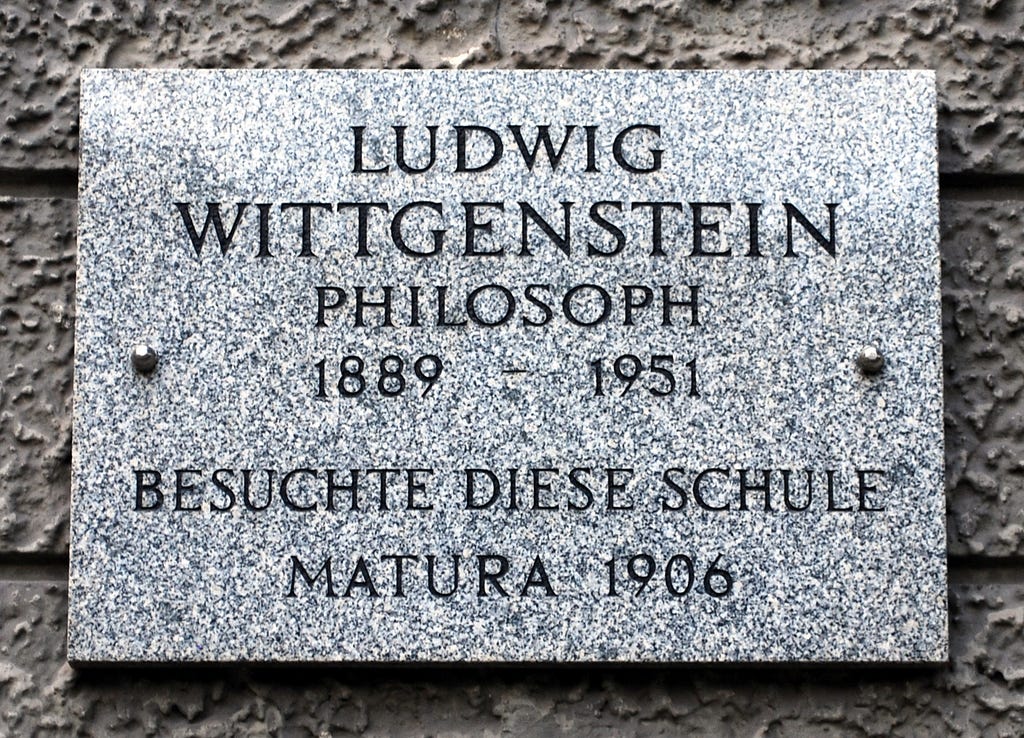 LUDWIG
WITTGENSTEIN
PHILOSOPH
1889 – 1951
BESUCHTE DIESE SCHULE
MATURA 1906